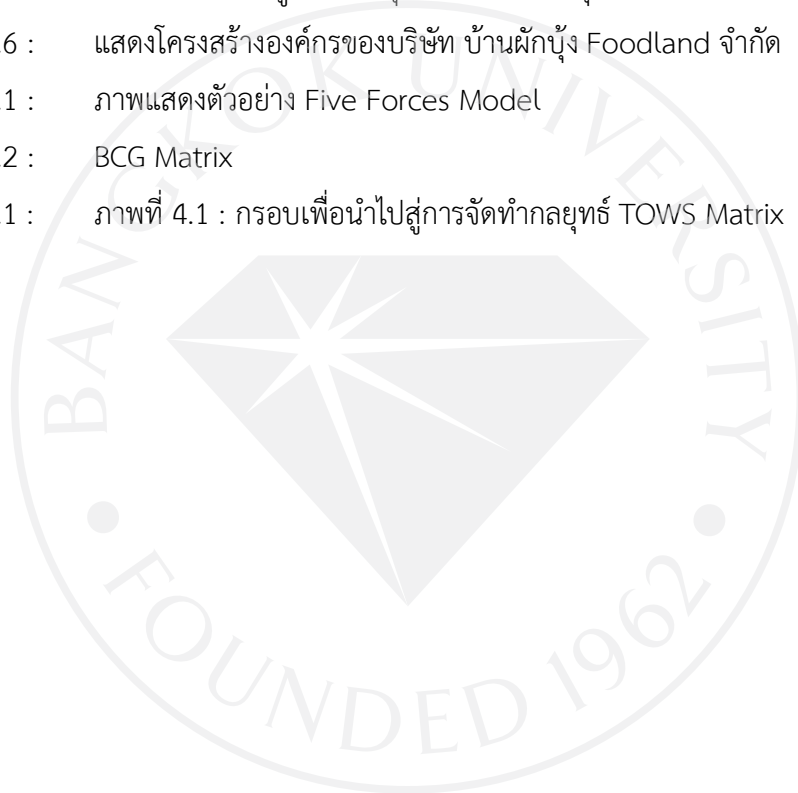 .6 : แสดงโครงสร้างองค์กรของบริษัท บ้านผักบุ้ง Foodland จำกัด
.1 : ภาพแสดงตัวอย่าง Five Forces Model
.2 : BCG Matrix
.1 : ภาพที่ 4.1 : กรอบเพื่อนำไปสู่การจัดทำกลยุทธ์ TOWS Matrix
BANGKOK UNIVERSITY
FOUNDED 1962